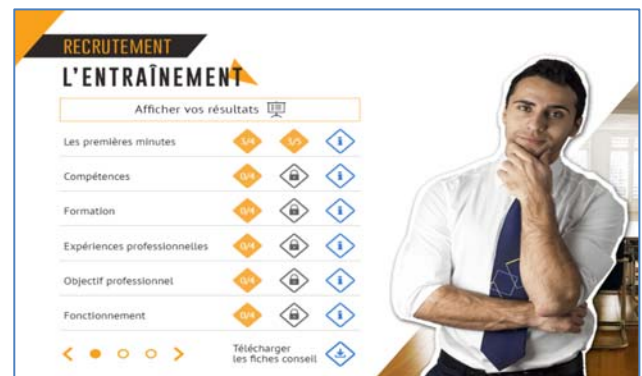 RECRUTEMENT
L'ENTRAÎNEMENT
Afficher vos résultats
Les premières minutes 3/4 3/5
Compétences 0/4
Formation 0/4
Expériences professionnelles 0/4
Objectif professionnel 0/4
Fonctionnement 0/4
Télécharger
les fiches conseil